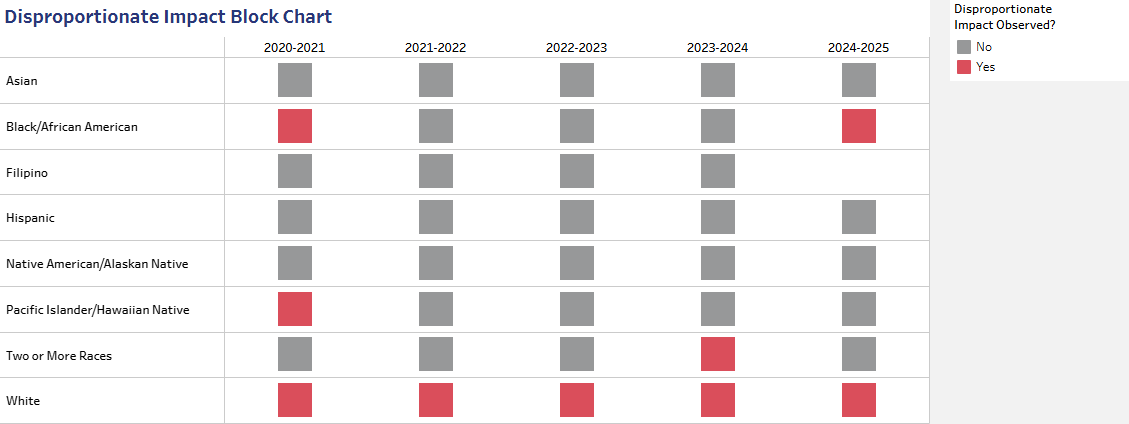 Disproportionate Impact Block Chart
Disproportionate
Impact Observed?
No
Yes
2020-2021 2021-2022 2022-2023 2023-2024 2024-2025
Asian
Black/African American
Filipino
Hispanic
Native American/Alaskan Native
Pacific Islander/Hawaiian Native
Two or More Races
White